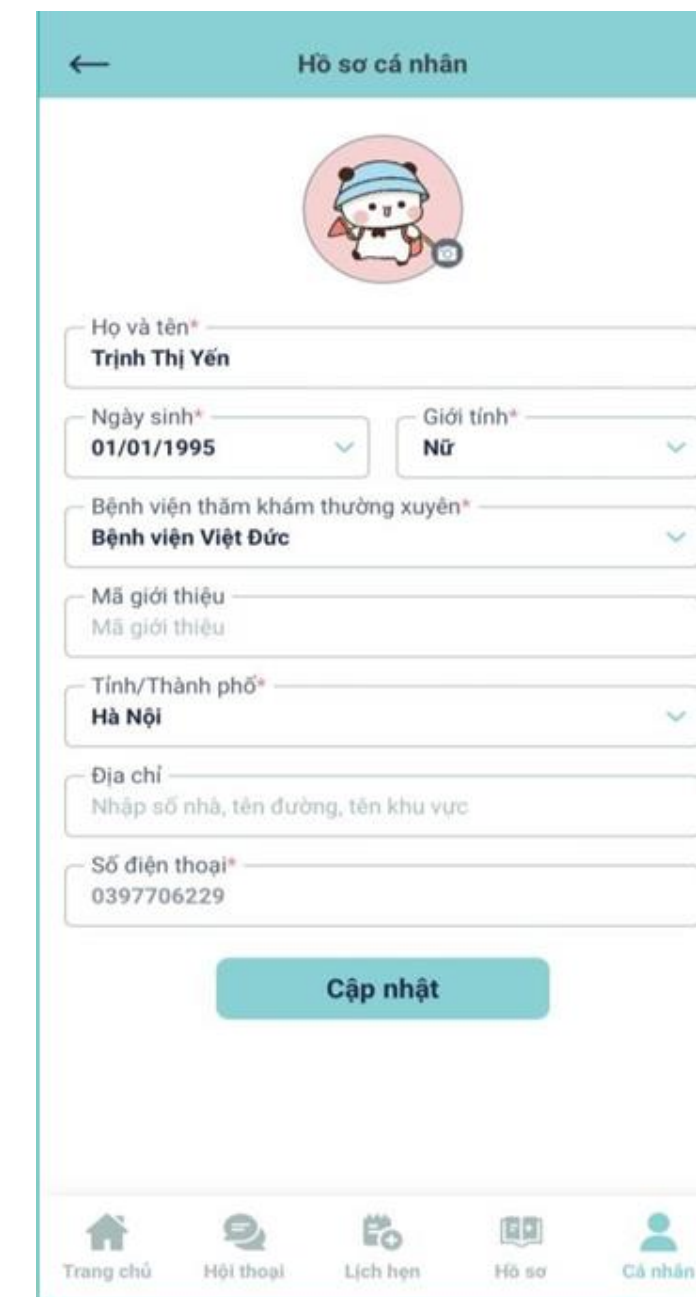 Hồ sơ cá nhân
Họ và tên*
Trịnh Thị Yến
Ngày sinh* Giới tính*
01/01/1995 Nữ
Bệnh viện thăm khám thường xuyên*
Bệnh viện Việt Đức
Mã giới thiệu
Mã giới thiệu
Tỉnh/Thành phố*
Hà Nội
Địa chỉ
Nhập số nhà, tên đường, tên khu vực
Số điện thoại*
0397706229
Cập nhật
Trang chủ Hội thoại Lịch hẹn Hồ sơ Cá nhân